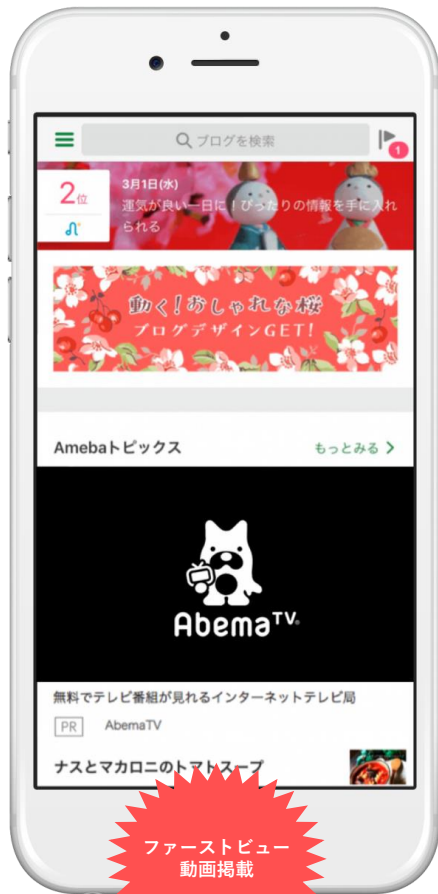 ブログを検索
1
2位
3月1日(水)
運気が良い一日に!ぴったりの情報を手に入れ
られる
動く!おしゃれな桜
ブログデザインGET!
Amebaトピックス
もっとみる
AbemaTV
無料でテレビ番組が見れるインターネットテレビ局
PR
AbemaTV
ナスとマカロニのトマトスープ
ファーストビュー
動画掲載